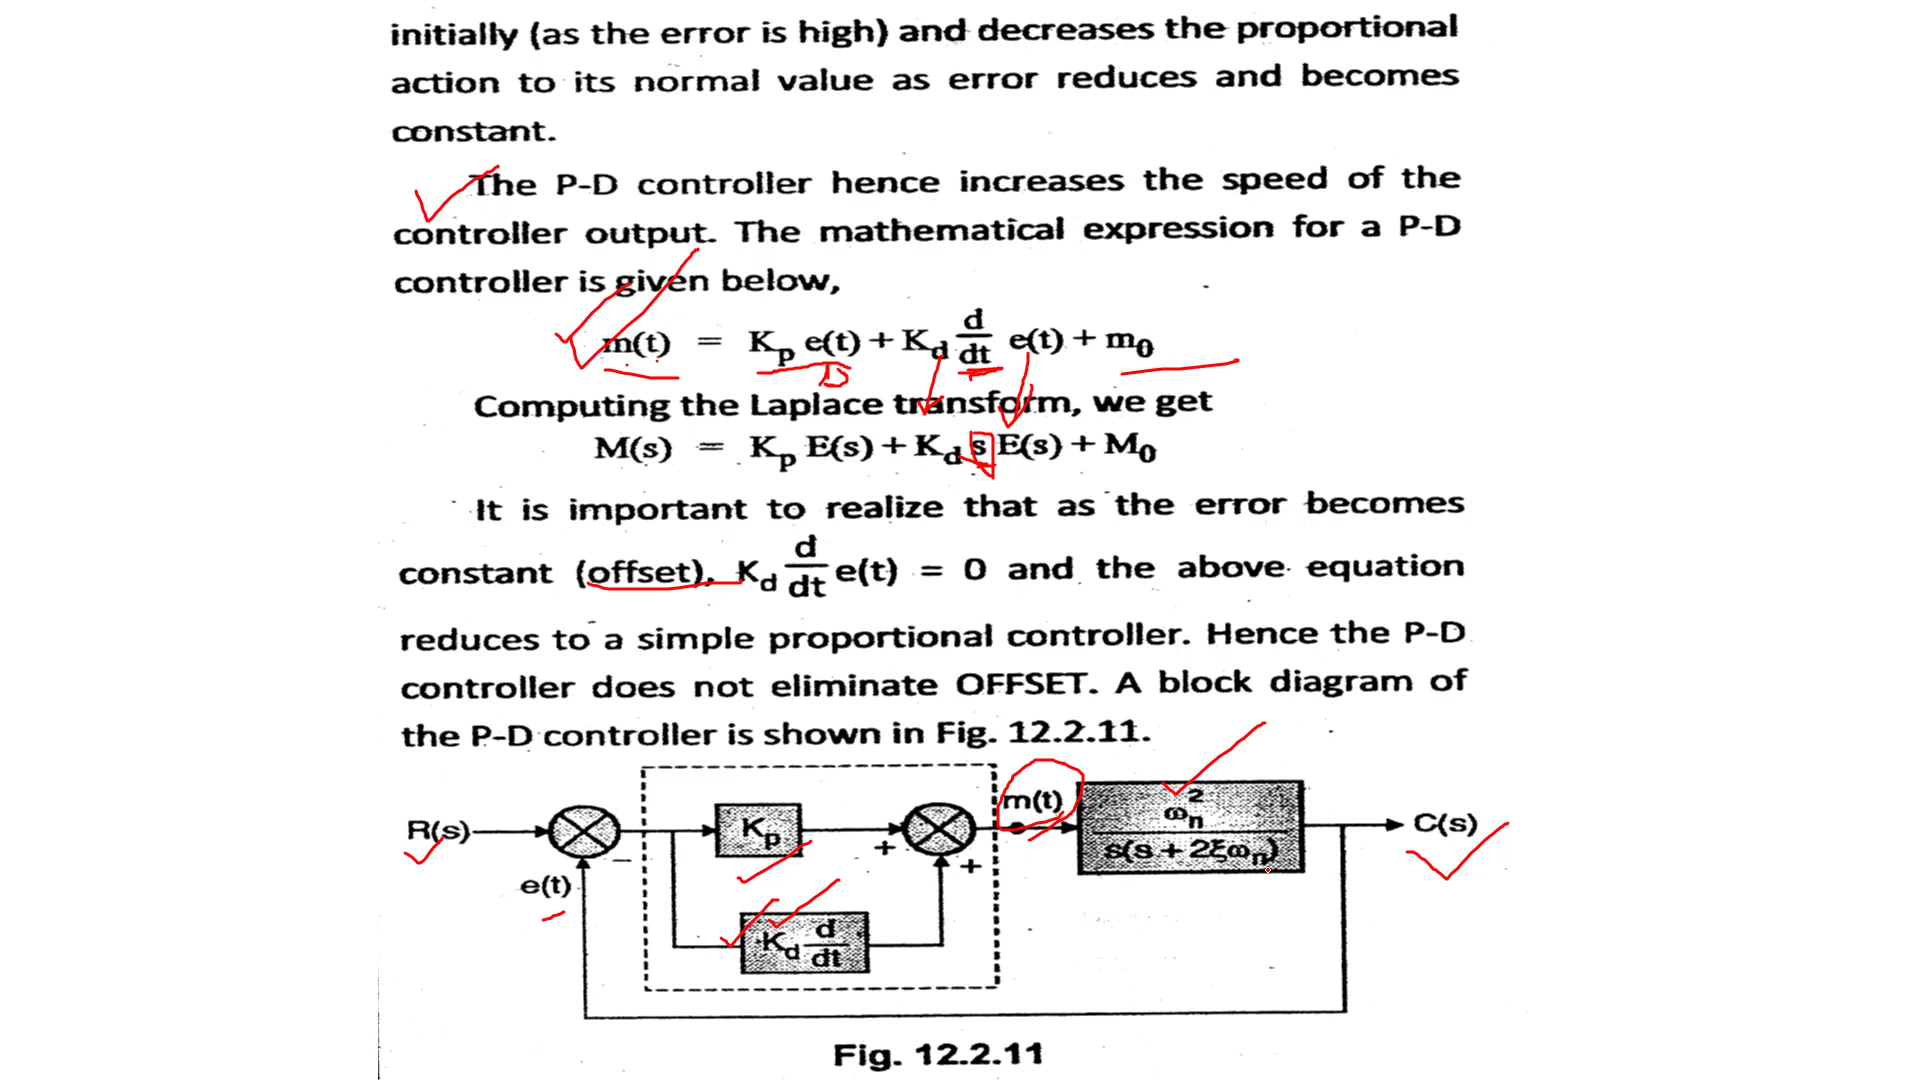 initially (as the error is high) and decreases the proportional
action to its normal value as error reduces and becomes
constant.
The P-D controller hence increases the speed of the
controller output. The mathematical expression for a P-D
controller is given below,
m(t) = Kp e(t) + Kd d/dt e(t) + m0
Computing the Laplace transform, we get
M(s) = Kp E(s) + Kd s E(s) + M0
It is important to realize that as the error becomes
constant (offset), Kd d/dt e(t) = 0 and the above equation
reduces to a simple proportional controller. Hence the P-D
controller does not eliminate OFFSET. A block diagram of
the P-D controller is shown in Fig. 12.2.11.
R(s)
e(t)
−
Kp
Kd d/dt
+
+
m(t)
ωn²
s(s + 2ξωn)
C(s)
Fig. 12.2.11